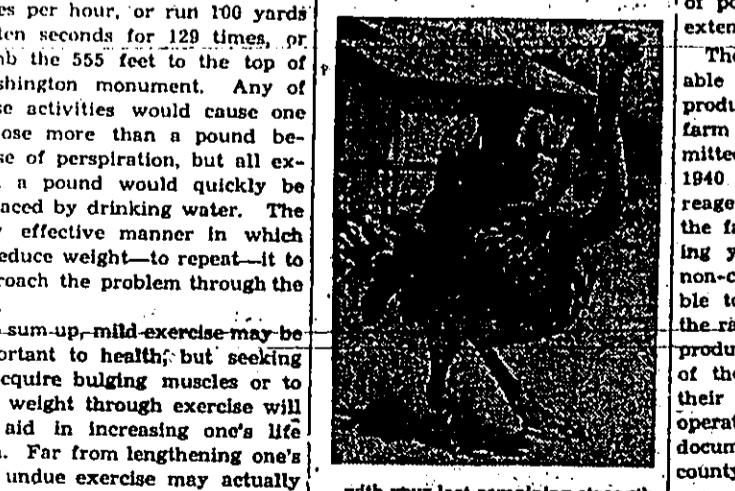 es per hour, or run 100 yards
ten seconds for 129 times, or
mb the 555 feet to the top of
shington monument. Any of
se activities would cause one
ose more than a pound be-
se of perspiration, but all ex-
a pound would quickly be
aced by drinking water. The
y effective manner in which
educe weight—to repeat—it to
roach the problem through the
sum up, mild exercise may be
ortant to health, but seeking
cquire bulging muscles or to
weight through exercise will
aid in increasing one's life
. Far from lengthening one's
undue exercise may actually
with your last remaining strength
of po
exten
The
able
produ
farm
mitted
1940
reage
the fa
ing y
non-c
ble to
the ra
produ
of the
their
operat
docum
county